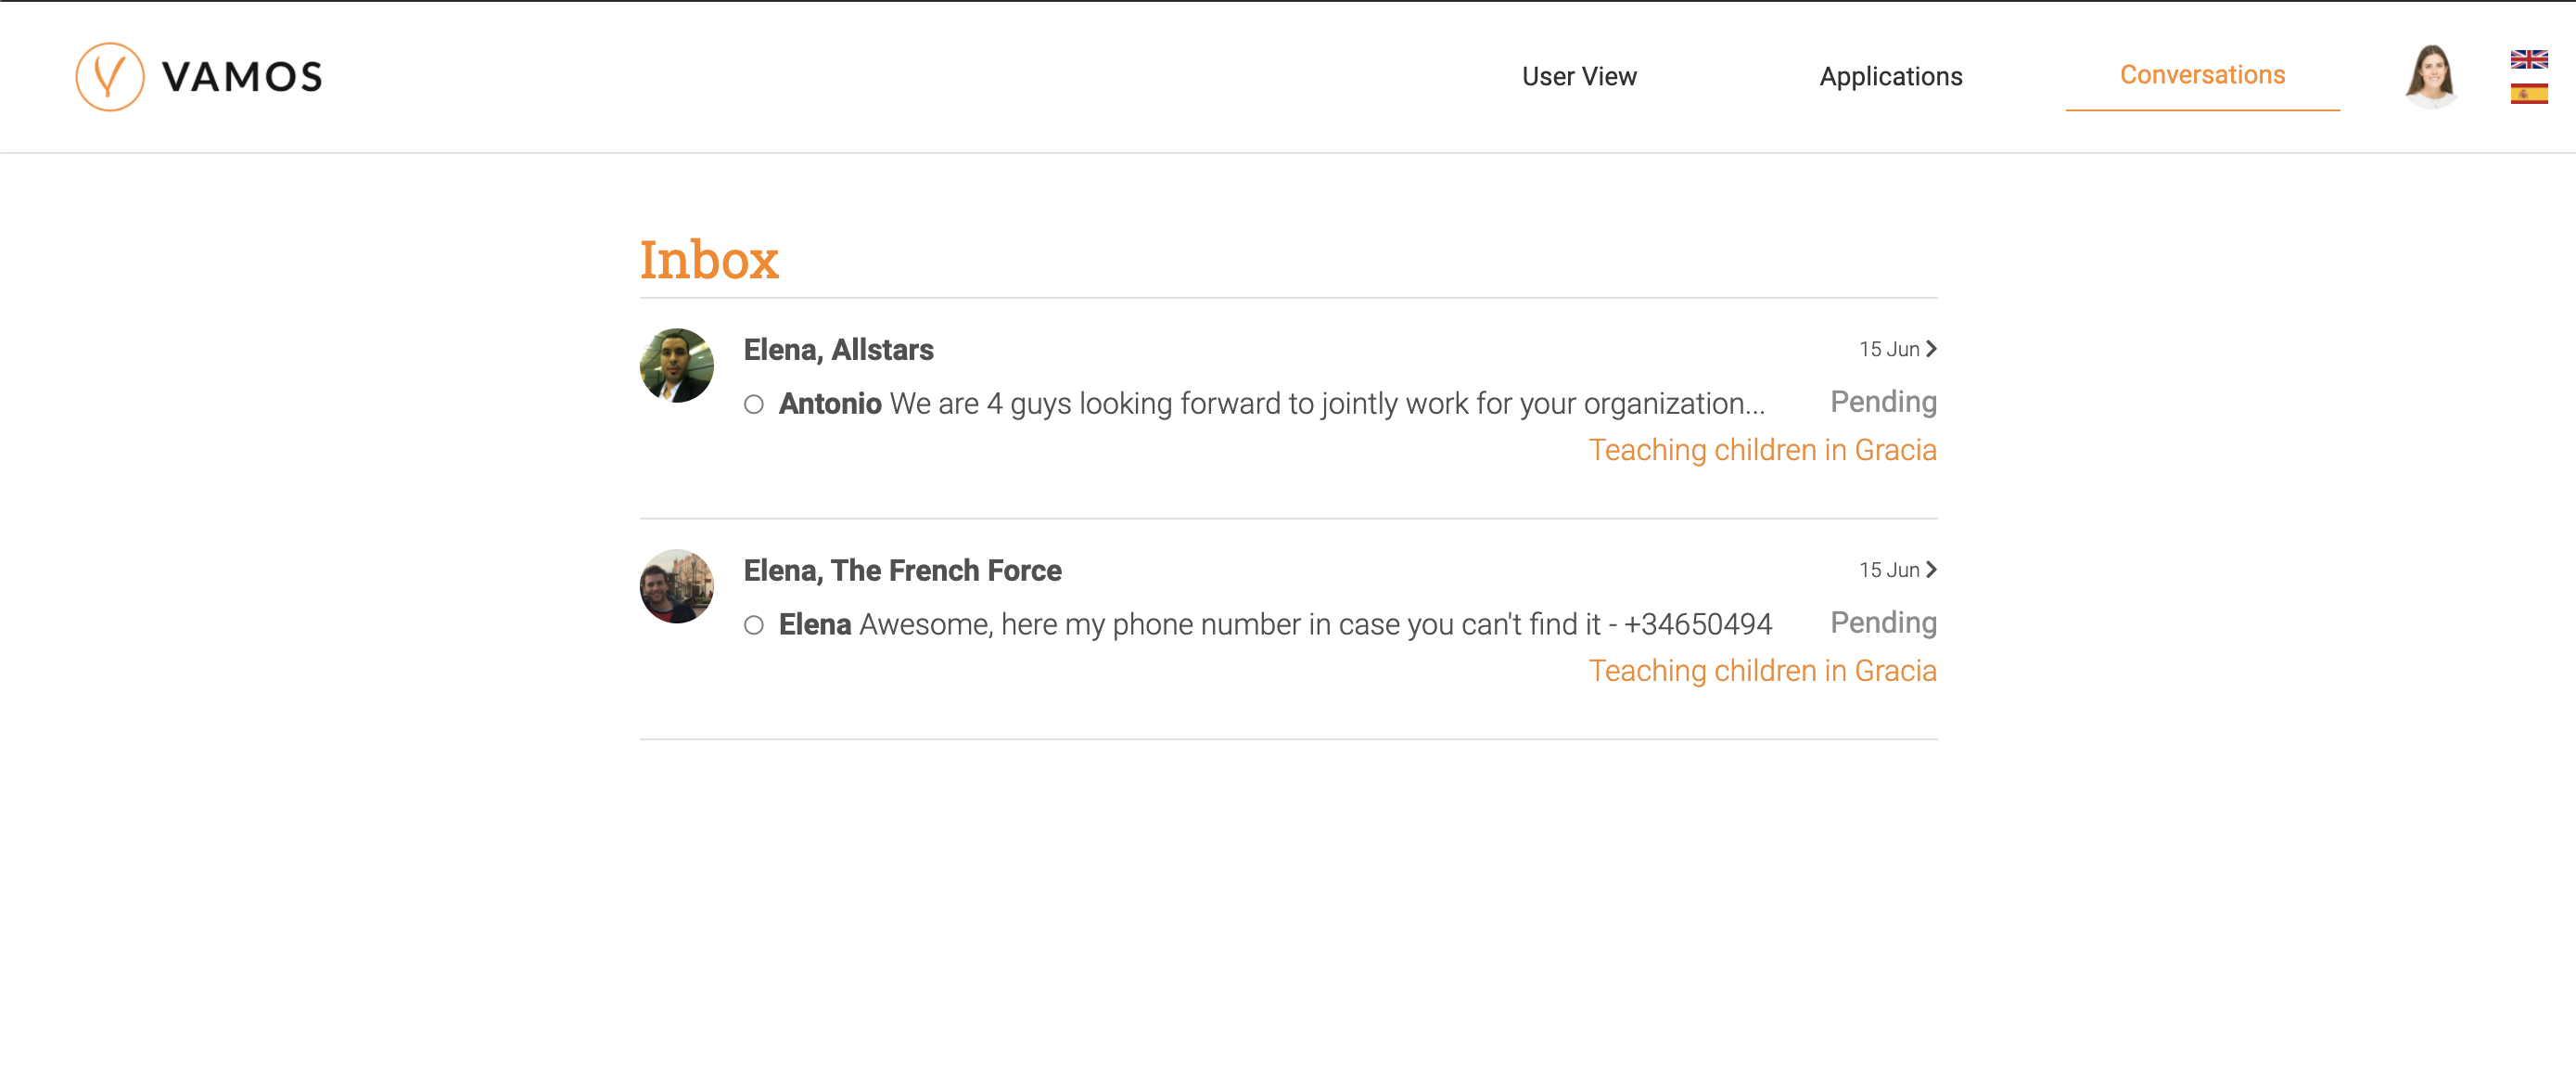 VAMOS
User View
Applications
Conversations
Inbox
Elena, Allstars
15 Jun
Antonio We are 4 guys looking forward to jointly work for your organization...
Pending
Teaching children in Gracia
Elena, The French Force
15 Jun
Elena Awesome, here my phone number in case you can't find it - +34650494
Pending
Teaching children in Gracia